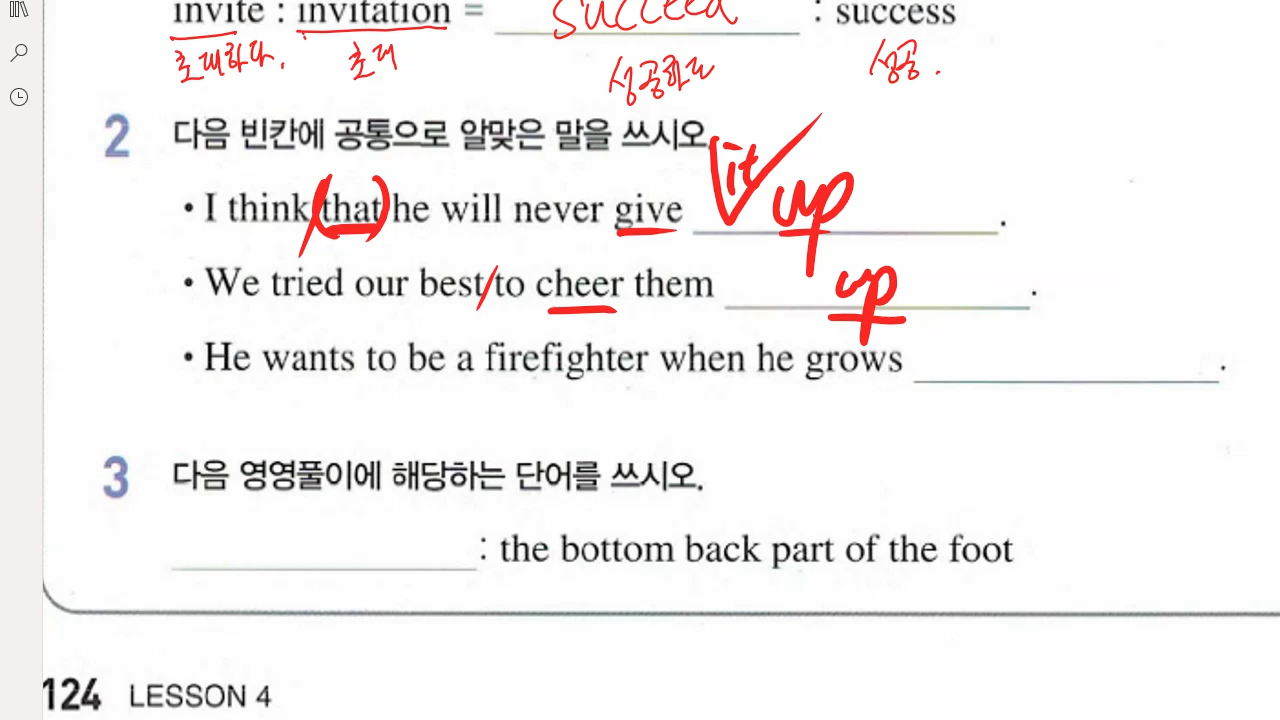 invite : invitation = succeed : success
초대하다. 초대 성공하다 성공.
2 다음 빈칸에 공통으로 알맞은 말을 쓰시오.
it
• I think (that) he will never give up.
• We tried our best/to cheer them up.
• He wants to be a firefighter when he grows ________.
3 다음 영영풀이에 해당하는 단어를 쓰시오.
________ : the bottom back part of the foot
124 LESSON 4